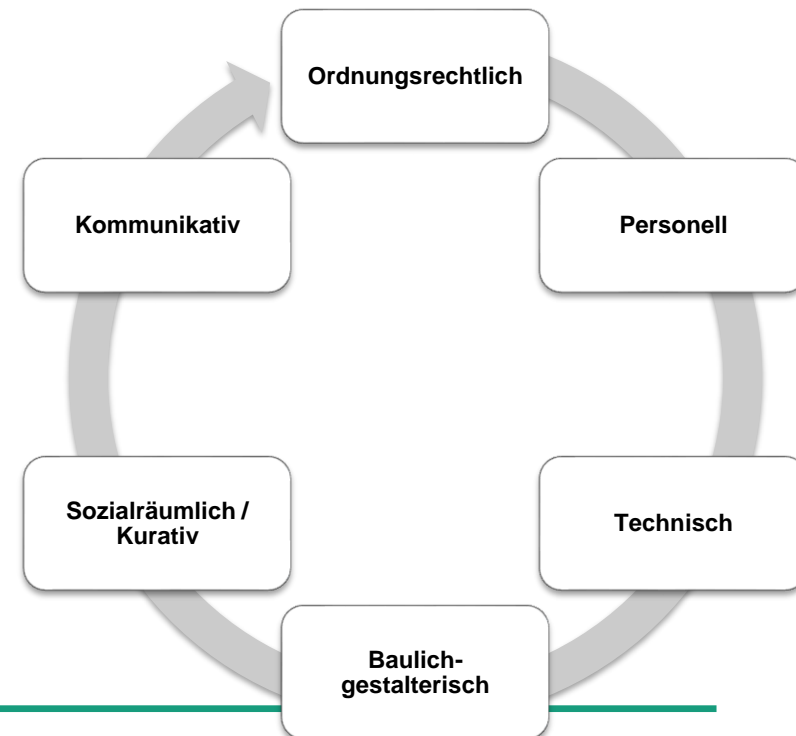 Ordnungsrechtlich
Personell
Technisch
Baulich-
gestalterisch
Sozialräumlich /
Kurativ
Kommunikativ